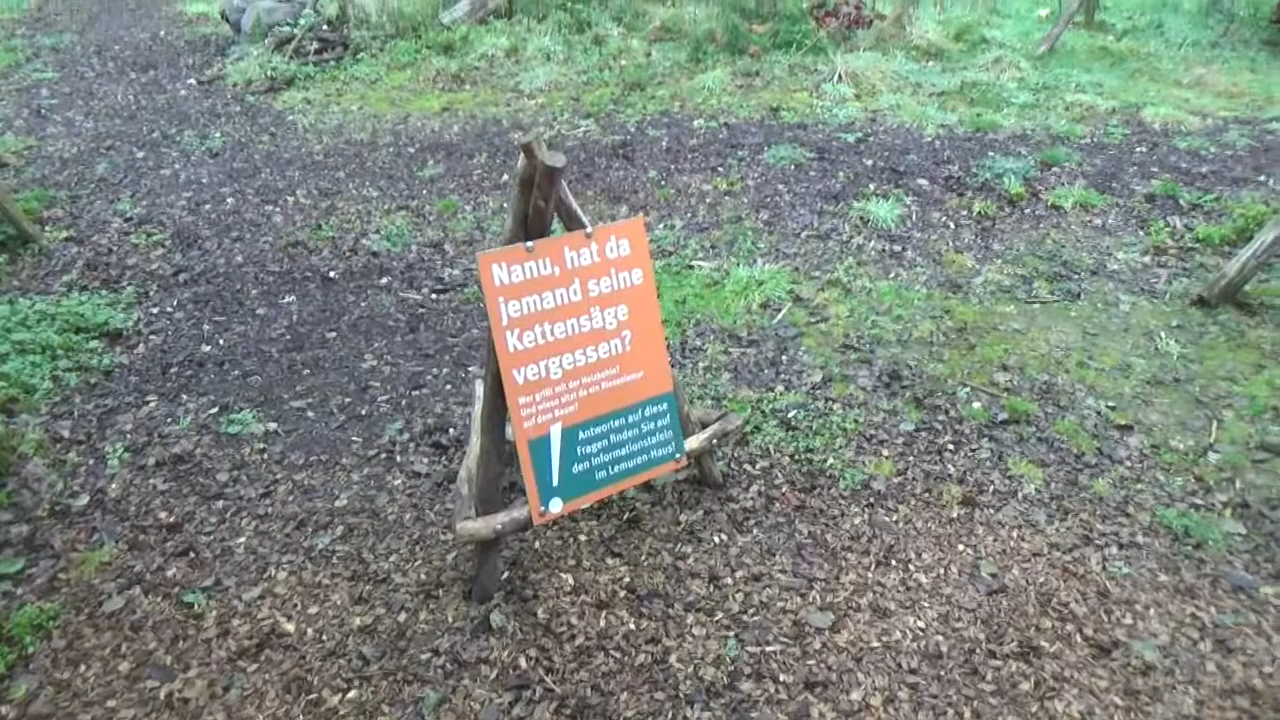 Nanu, hat da
jemand seine
Kettensäge
vergessen?
Wer grillt mit der Holzkohle?
Und wieso sitzt da ein Riesenlemur
auf dem Baum?
!
Antworten auf diese
Fragen finden Sie auf
den Informationstafeln
im Lemuren-Haus!